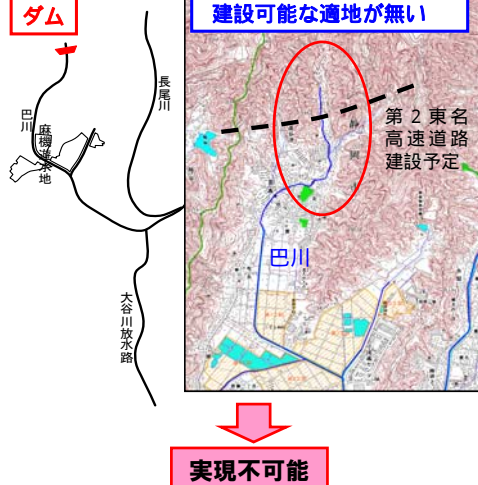 ダム
建設可能な適地が無い
長尾川
巴川
麻機遊水地
第２東名
高速道路
建設予定
巴川
大谷川放水路
実現不可能